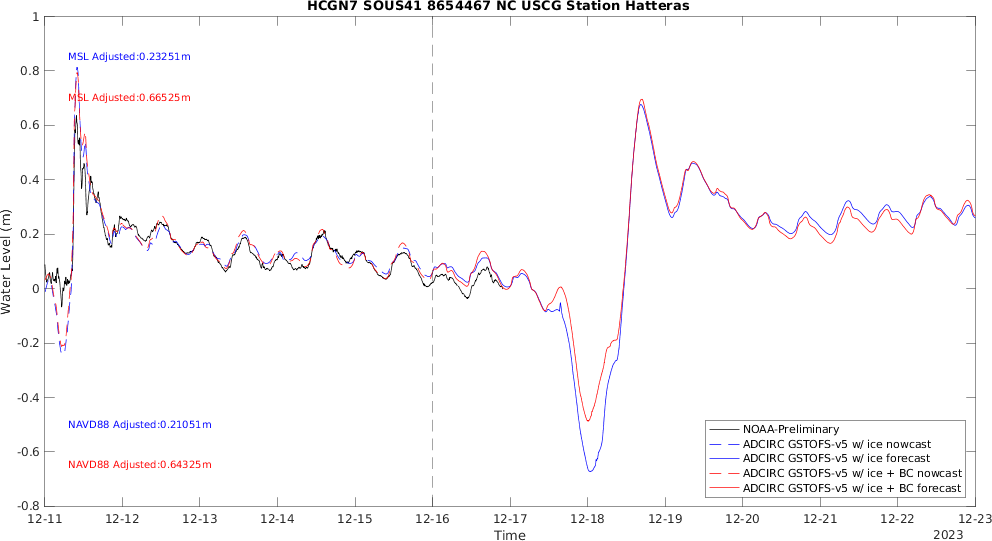 HCGN7 SOUS41 8654467 NC USCG Station Hatteras
1
0.8
0.6
0.4
0.2
0
-0.2
-0.4
-0.6
-0.8
Water Level (m)
MSL Adjusted:0.23251m
MSL Adjusted:0.66525m
NAVD88 Adjusted:0.21051m
NAVD88 Adjusted:0.64325m
NOAA-Preliminary
ADCIRC GSTOFS-v5 w/ ice nowcast
ADCIRC GSTOFS-v5 w/ ice forecast
ADCIRC GSTOFS-v5 w/ ice + BC nowcast
ADCIRC GSTOFS-v5 w/ ice + BC forecast
12-11 12-12 12-13 12-14 12-15 12-16 12-17 12-18 12-19 12-20 12-21 12-22 12-23
Time
2023